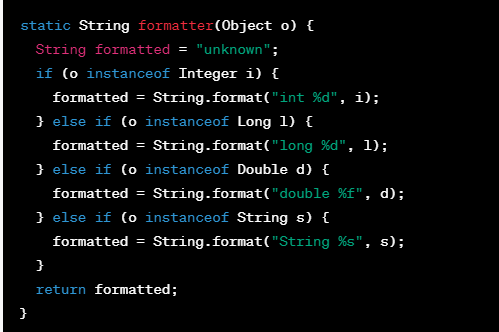 static String formatter(Object o) {
  String formatted = "unknown";
  if (o instanceof Integer i) {
    formatted = String.format("int %d", i);
  } else if (o instanceof Long l) {
    formatted = String.format("long %d", l);
  } else if (o instanceof Double d) {
    formatted = String.format("double %f", d);
  } else if (o instanceof String s) {
    formatted = String.format("String %s", s);
  }
  return formatted;
}